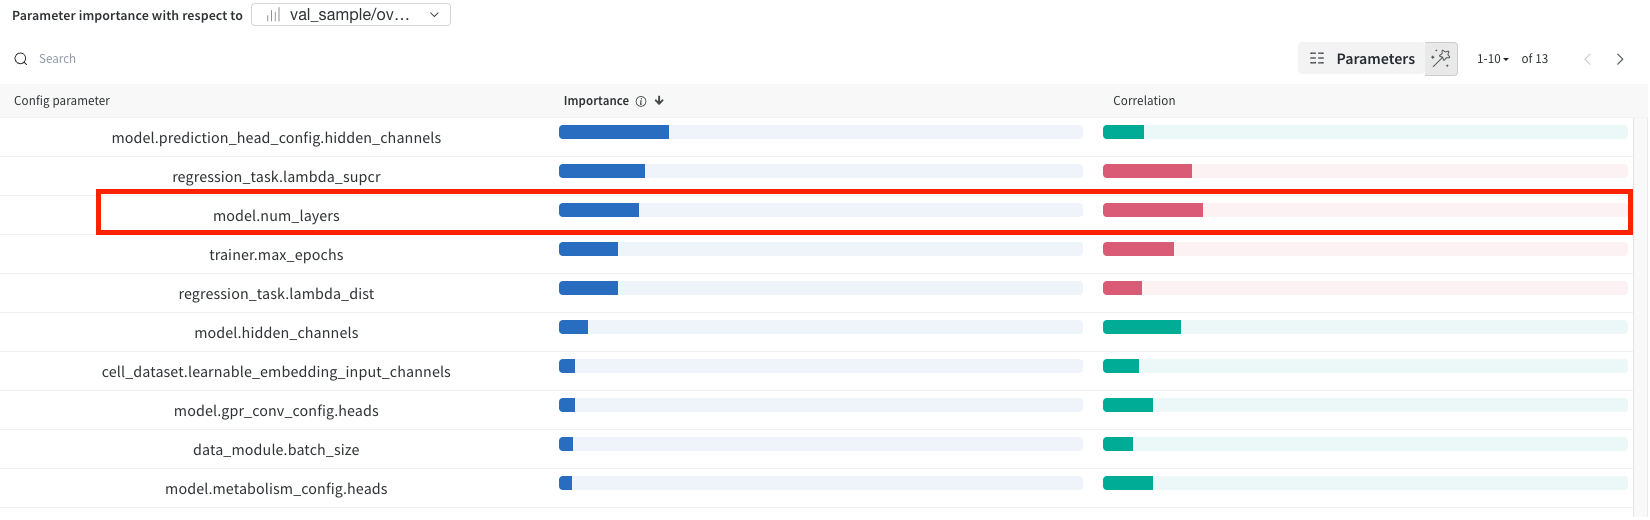 Parameter importance with respect to val_sample/ov...
Search
Parameters 1-10 of 13
Config parameter Importance Correlation
model.prediction_head_config.hidden_channels
regression_task.lambda_supcr
model.num_layers
trainer.max_epochs
regression_task.lambda_dist
model.hidden_channels
cell_dataset.learnable_embedding_input_channels
model.gpr_conv_config.heads
data_module.batch_size
model.metabolism_config.heads